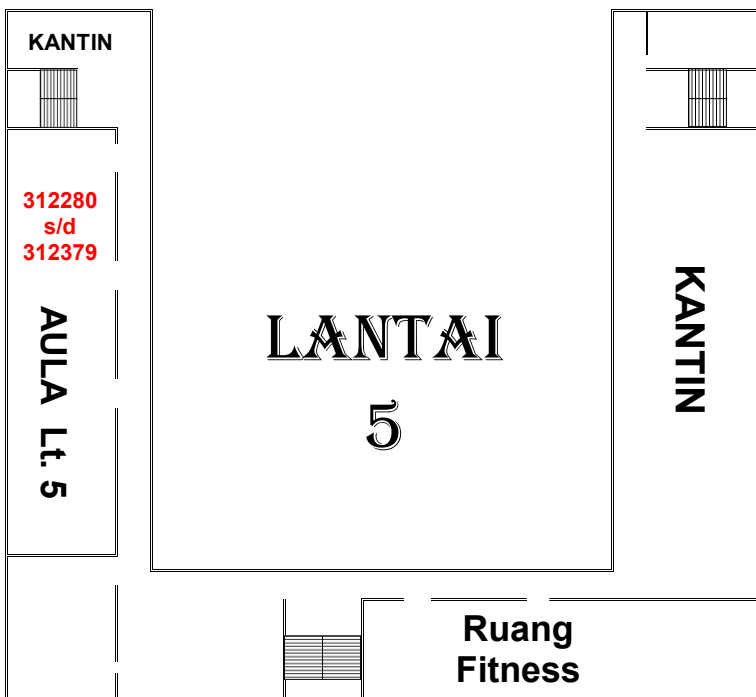 KANTIN
312280
s/d
312379
AULA Lt. 5
LANTAI
5
KANTIN
Ruang
Fitness